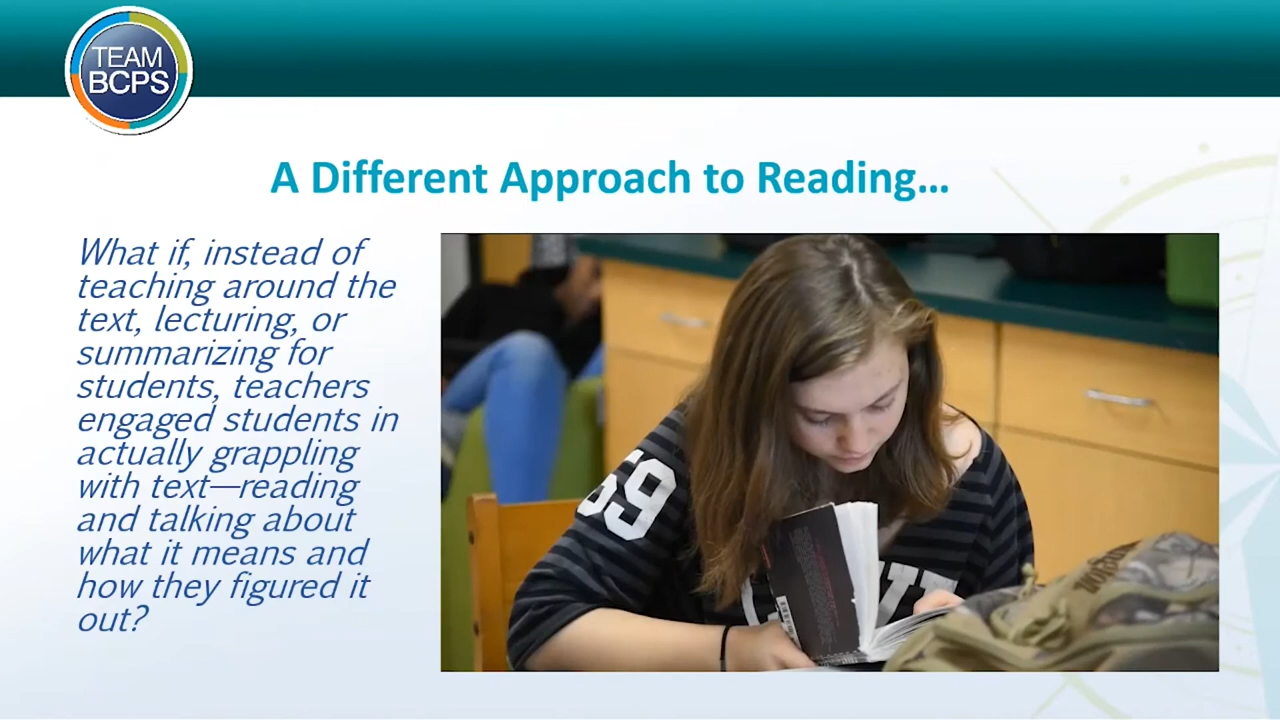 TEAM
BCPS
A Different Approach to Reading…
What if, instead of
teaching around the
text, lecturing, or
summarizing for
students, teachers
engaged students in
actually grappling
with text—reading
and talking about
what it means and
how they figured it
out?
59